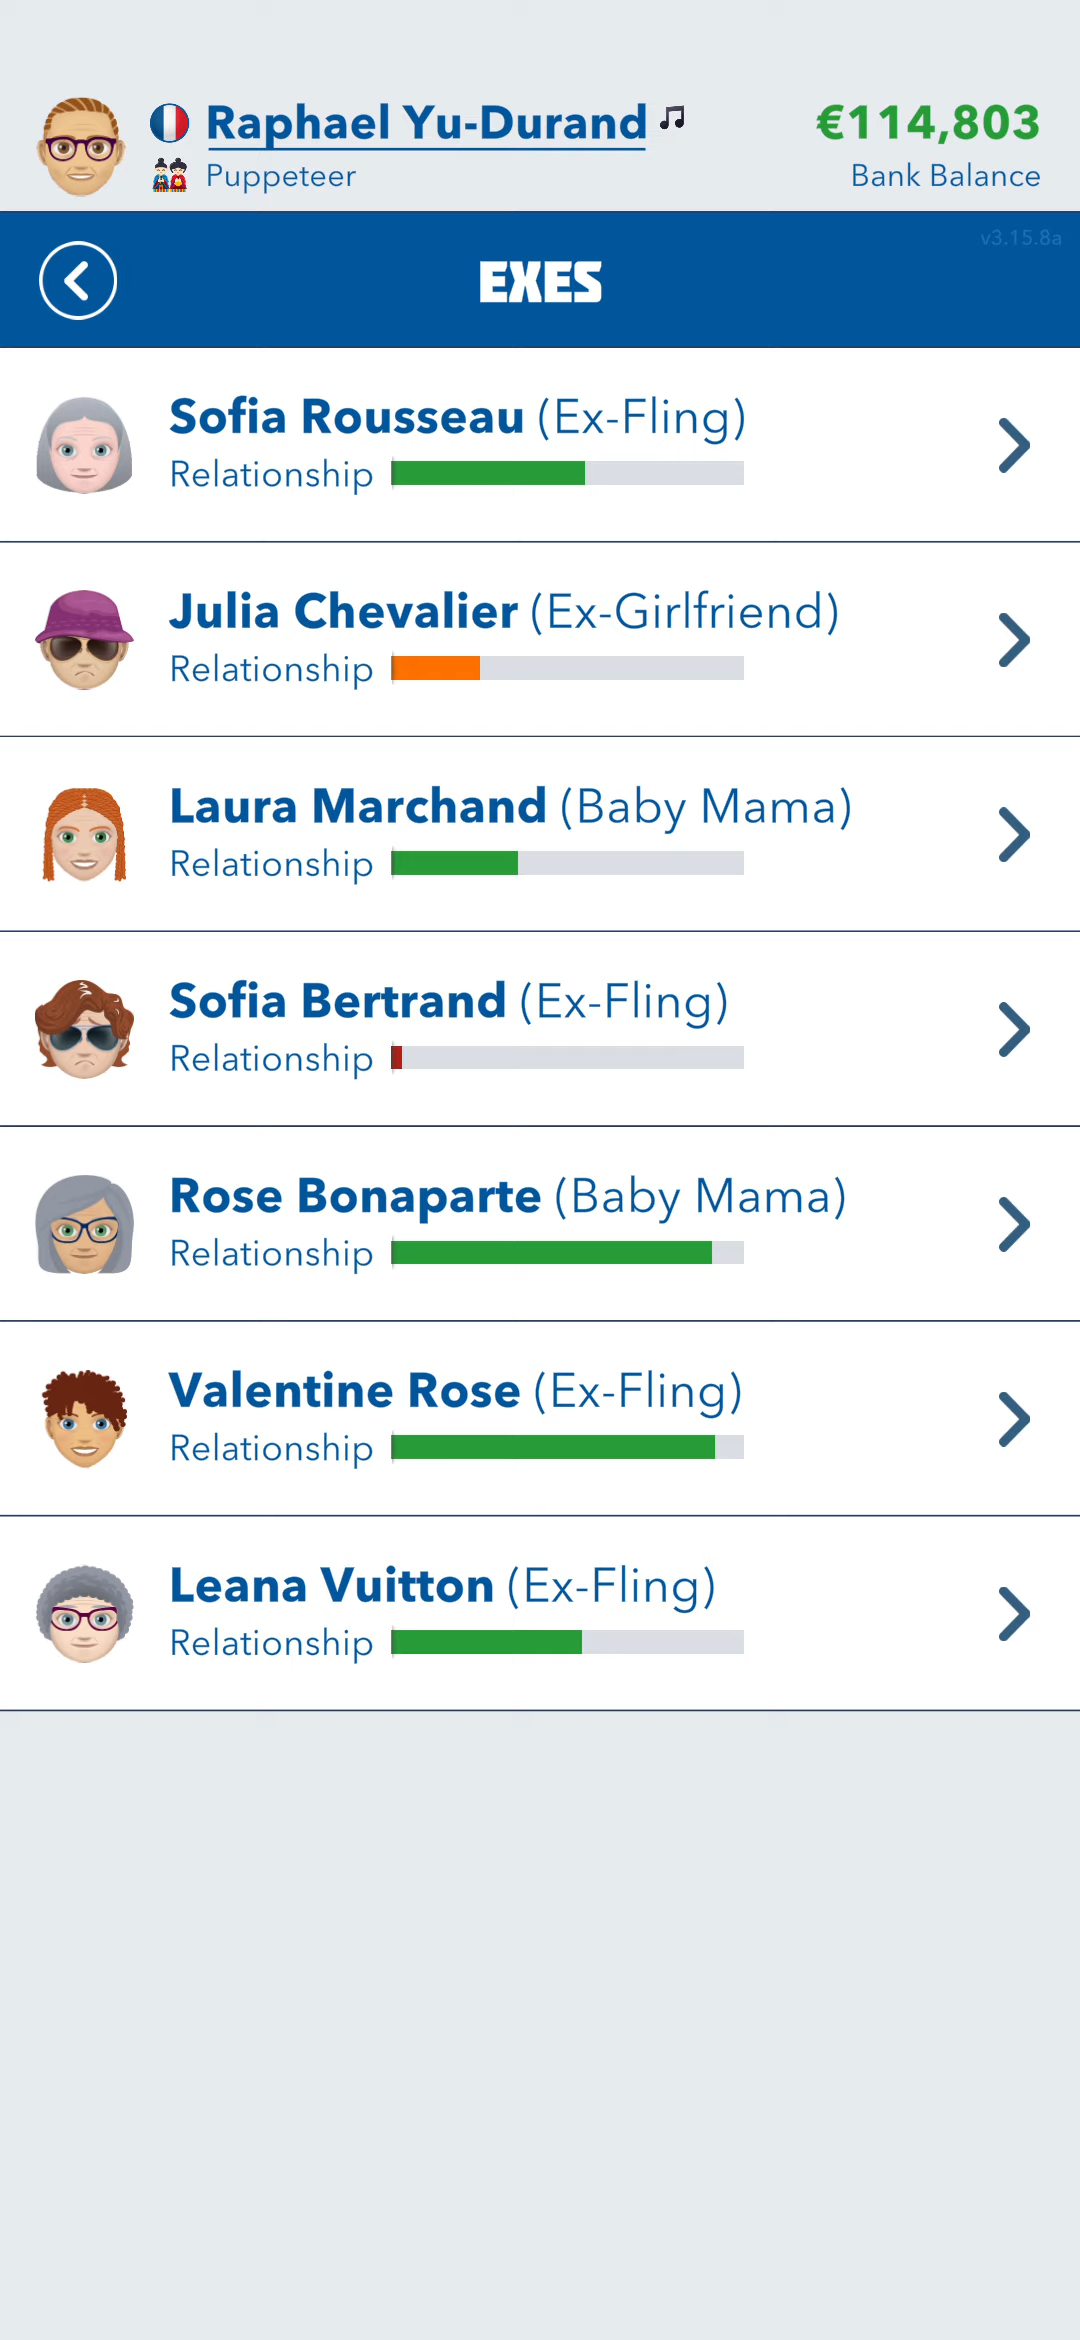 Raphael Yu-Durand
€114,803
Puppeteer
Bank Balance
v3.15.8a
EXES
Sofia Rousseau (Ex-Fling)
Relationship
Julia Chevalier (Ex-Girlfriend)
Relationship
Laura Marchand (Baby Mama)
Relationship
Sofia Bertrand (Ex-Fling)
Relationship
Rose Bonaparte (Baby Mama)
Relationship
Valentine Rose (Ex-Fling)
Relationship
Leana Vuitton (Ex-Fling)
Relationship